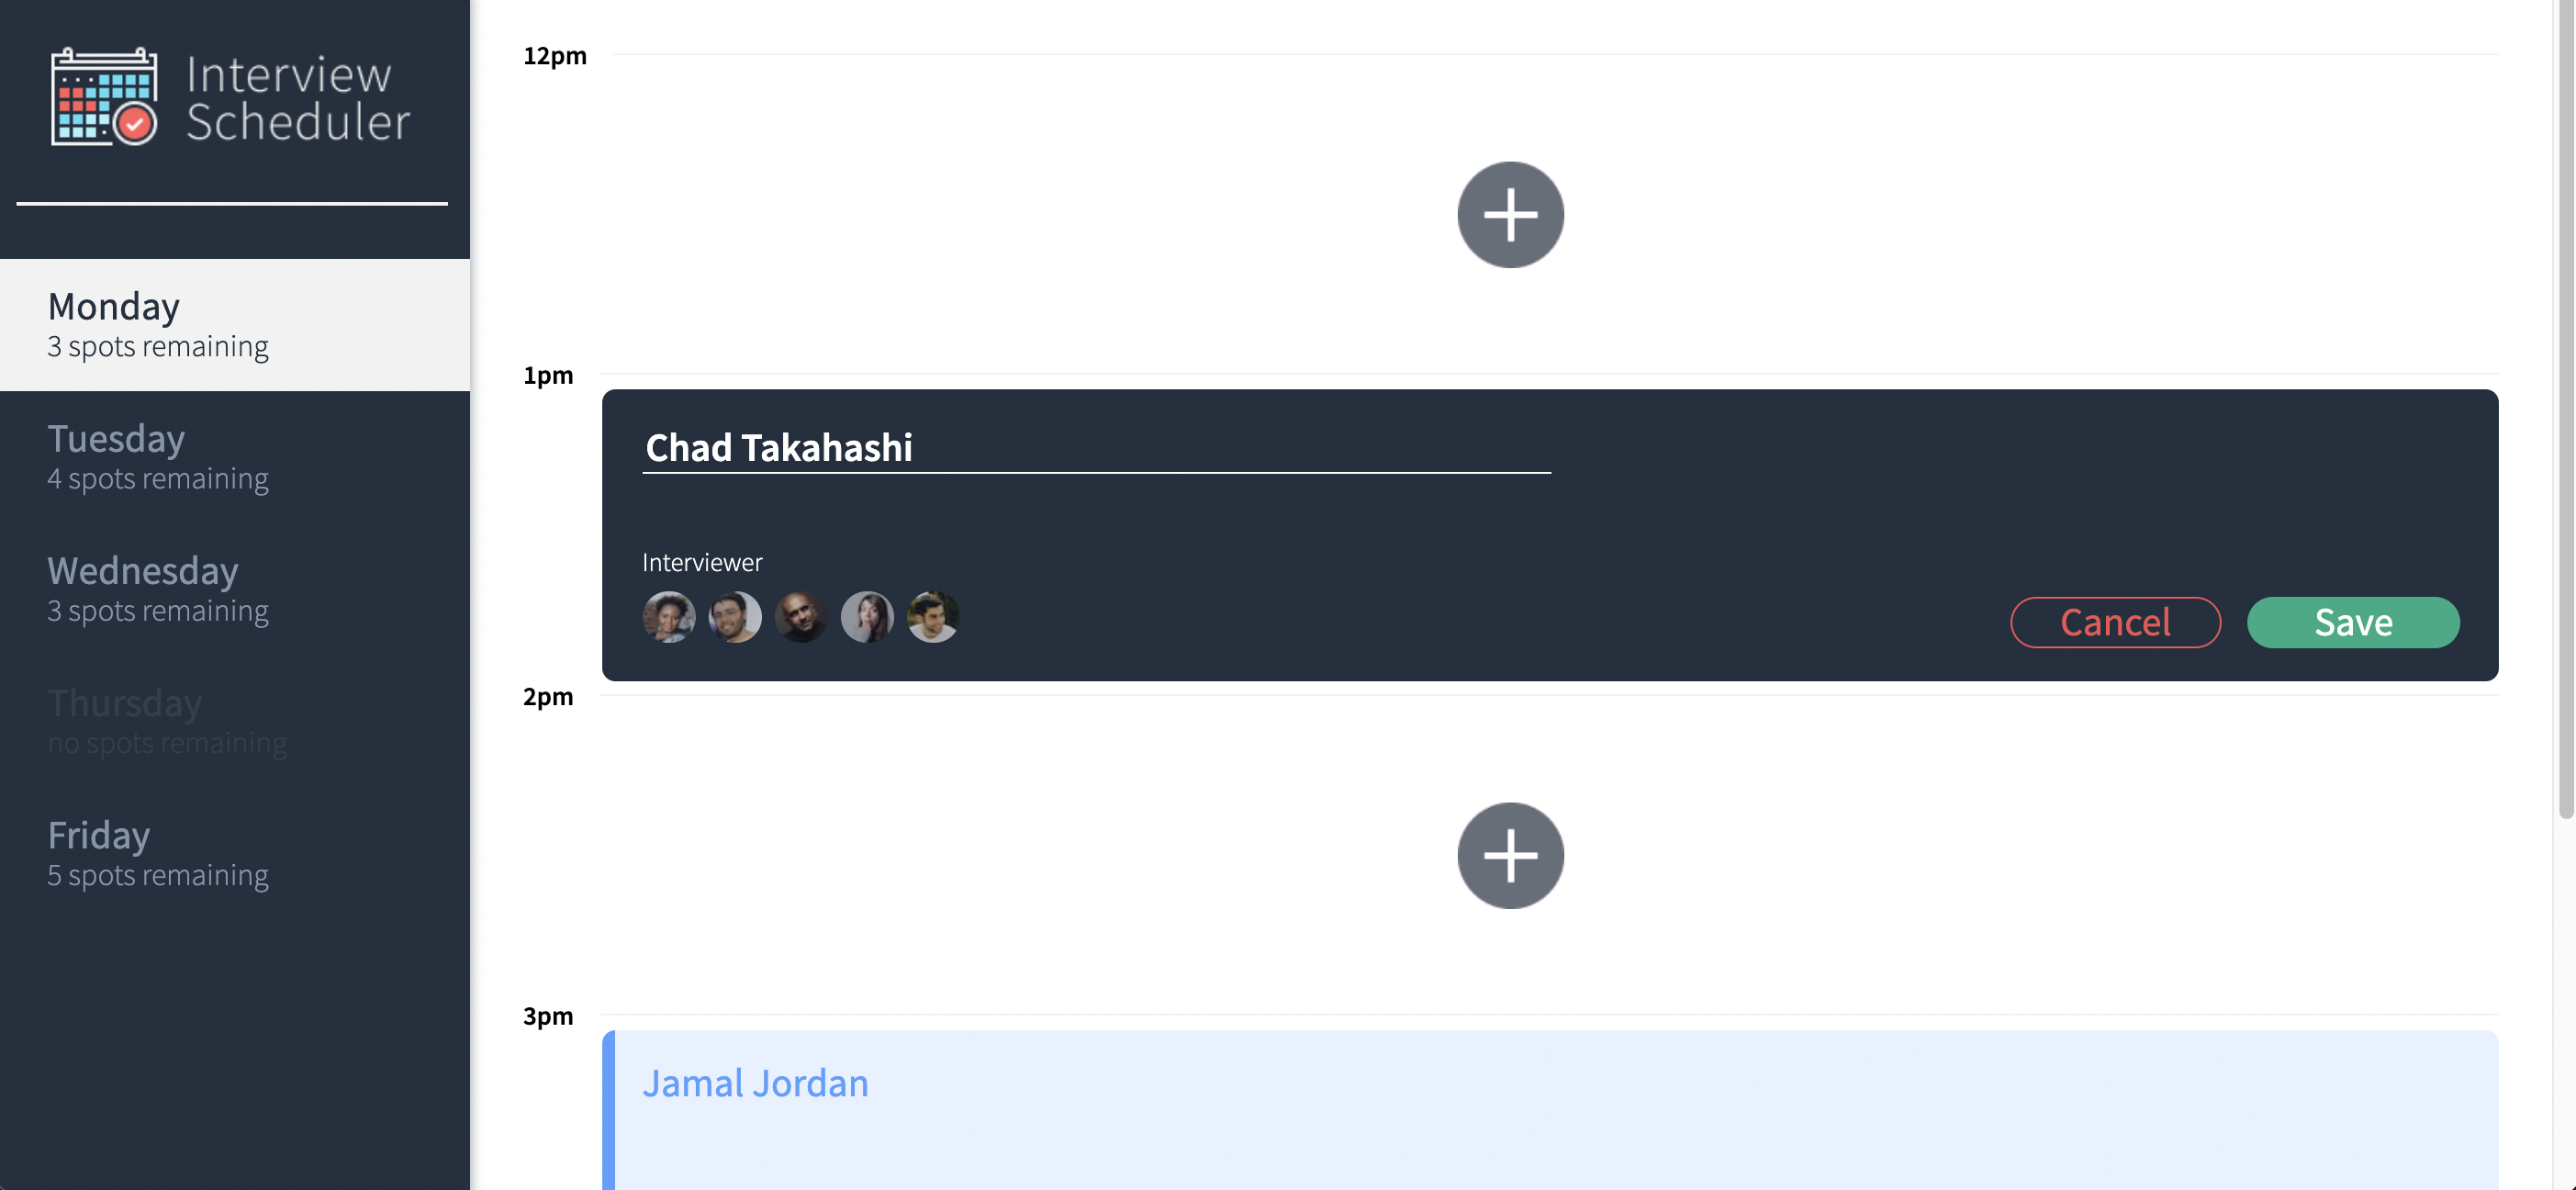 Interview
Scheduler
Monday
3 spots remaining
Tuesday
4 spots remaining
Wednesday
3 spots remaining
Thursday
no spots remaining
Friday
5 spots remaining
12pm
1pm
Chad Takahashi
Interviewer
Cancel
Save
2pm
3pm
Jamal Jordan